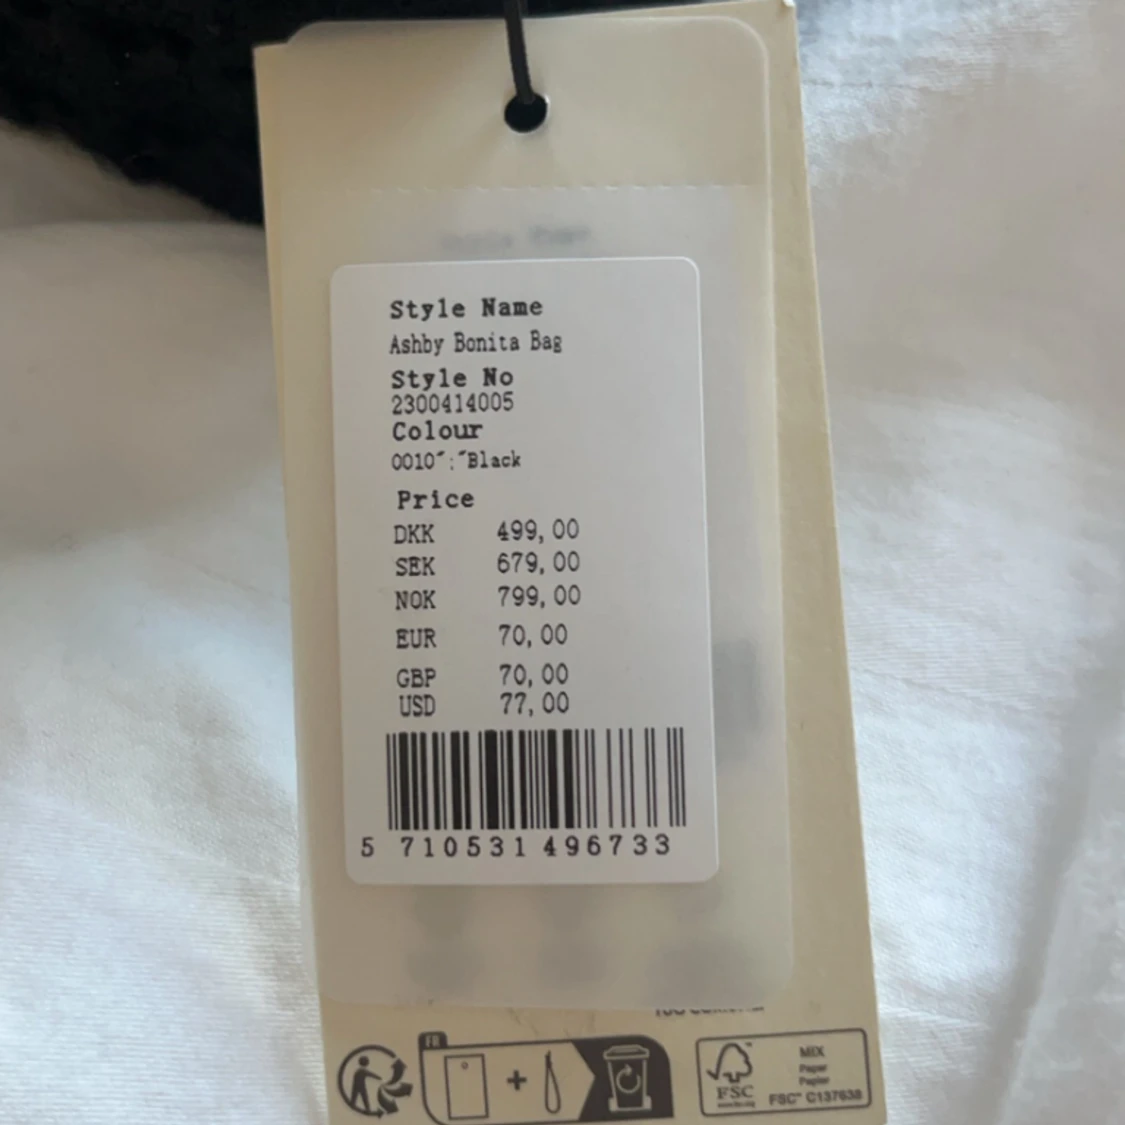 Style Name
Ashby Bonita Bag
Style No
2300414005
Colour
0010″:″Black
Price
DKK 499,00
SEK 679,00
NOK 799,00
EUR 70,00
GBP 70,00
USD 77,00
5 710531 496733
FR
+
FSC
MIX
Paper
Papier
FSC™ C137638